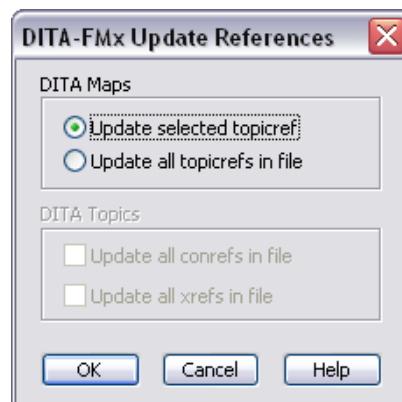 DITA-FMx Update References
DITA Maps
Update selected topicref
Update all topicrefs in file
DITA Topics
Update all conrefs in file
Update all xrefs in file
OK Cancel Help